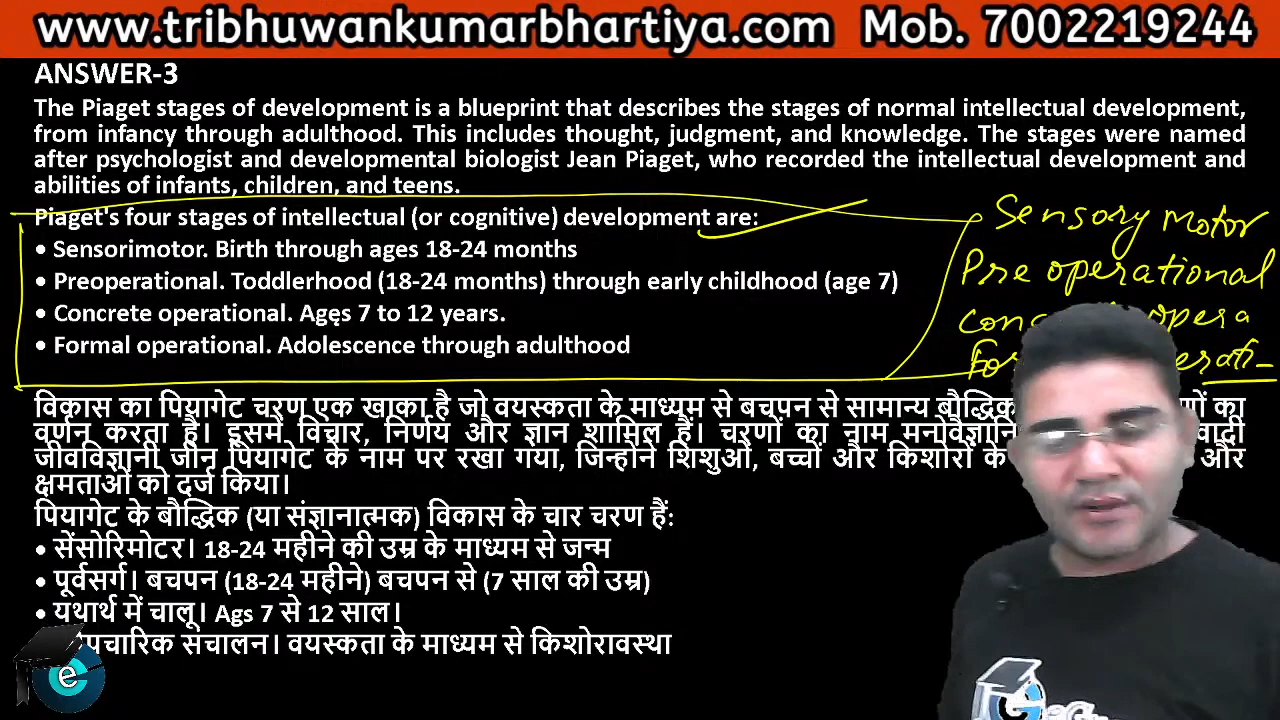 www.tribhuwankumarbhartiya.com Mob. 7002219244
ANSWER-3
The Piaget stages of development is a blueprint that describes the stages of normal intellectual development,
from infancy through adulthood. This includes thought, judgment, and knowledge. The stages were named
after psychologist and developmental biologist Jean Piaget, who recorded the intellectual development and
abilities of infants, children, and teens.
Piaget's four stages of intellectual (or cognitive) development are:
• Sensorimotor. Birth through ages 18-24 months
• Preoperational. Toddlerhood (18-24 months) through early childhood (age 7)
• Concrete operational. Ages 7 to 12 years.
• Formal operational. Adolescence through adulthood
Sensory Motor
Pre operational
opera
विकास का पियागेट चरण एक खाका है जो वयस्कता के माध्यम से बचपन से सामान्य बौद्धिक
वर्णन करता है। इसमें विचार, निर्णय और ज्ञान शामिल हैं। चरणों का नाम
जीवविज्ञानी जीन पियागेट के नाम पर रखा गया, जिन्होंने शिशुओं, बच्चों और किशोरों के और
क्षमताओं को दर्ज किया।
पियागेट के बौद्धिक (या संज्ञानात्मक) विकास के चार चरण हैं:
• सेंसोरिमोटर। 18-24 महीने की उम्र के माध्यम से जन्म
• पूर्वसर्ग। बचपन (18-24 महीने) बचपन से (7 साल की उम्र)
• यथार्थ में चालू। Ags 7 से 12 साल।
संचालन। वयस्कता के माध्यम से किशोरावस्था
e